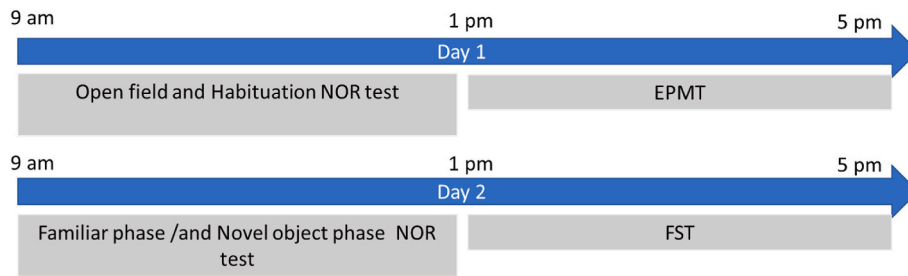 9 am 1 pm 5 pm
Day 1
Open field and Habituation NOR test EPMT
9 am 1 pm 5 pm
Day 2
Familiar phase /and Novel object phase NOR FST
test